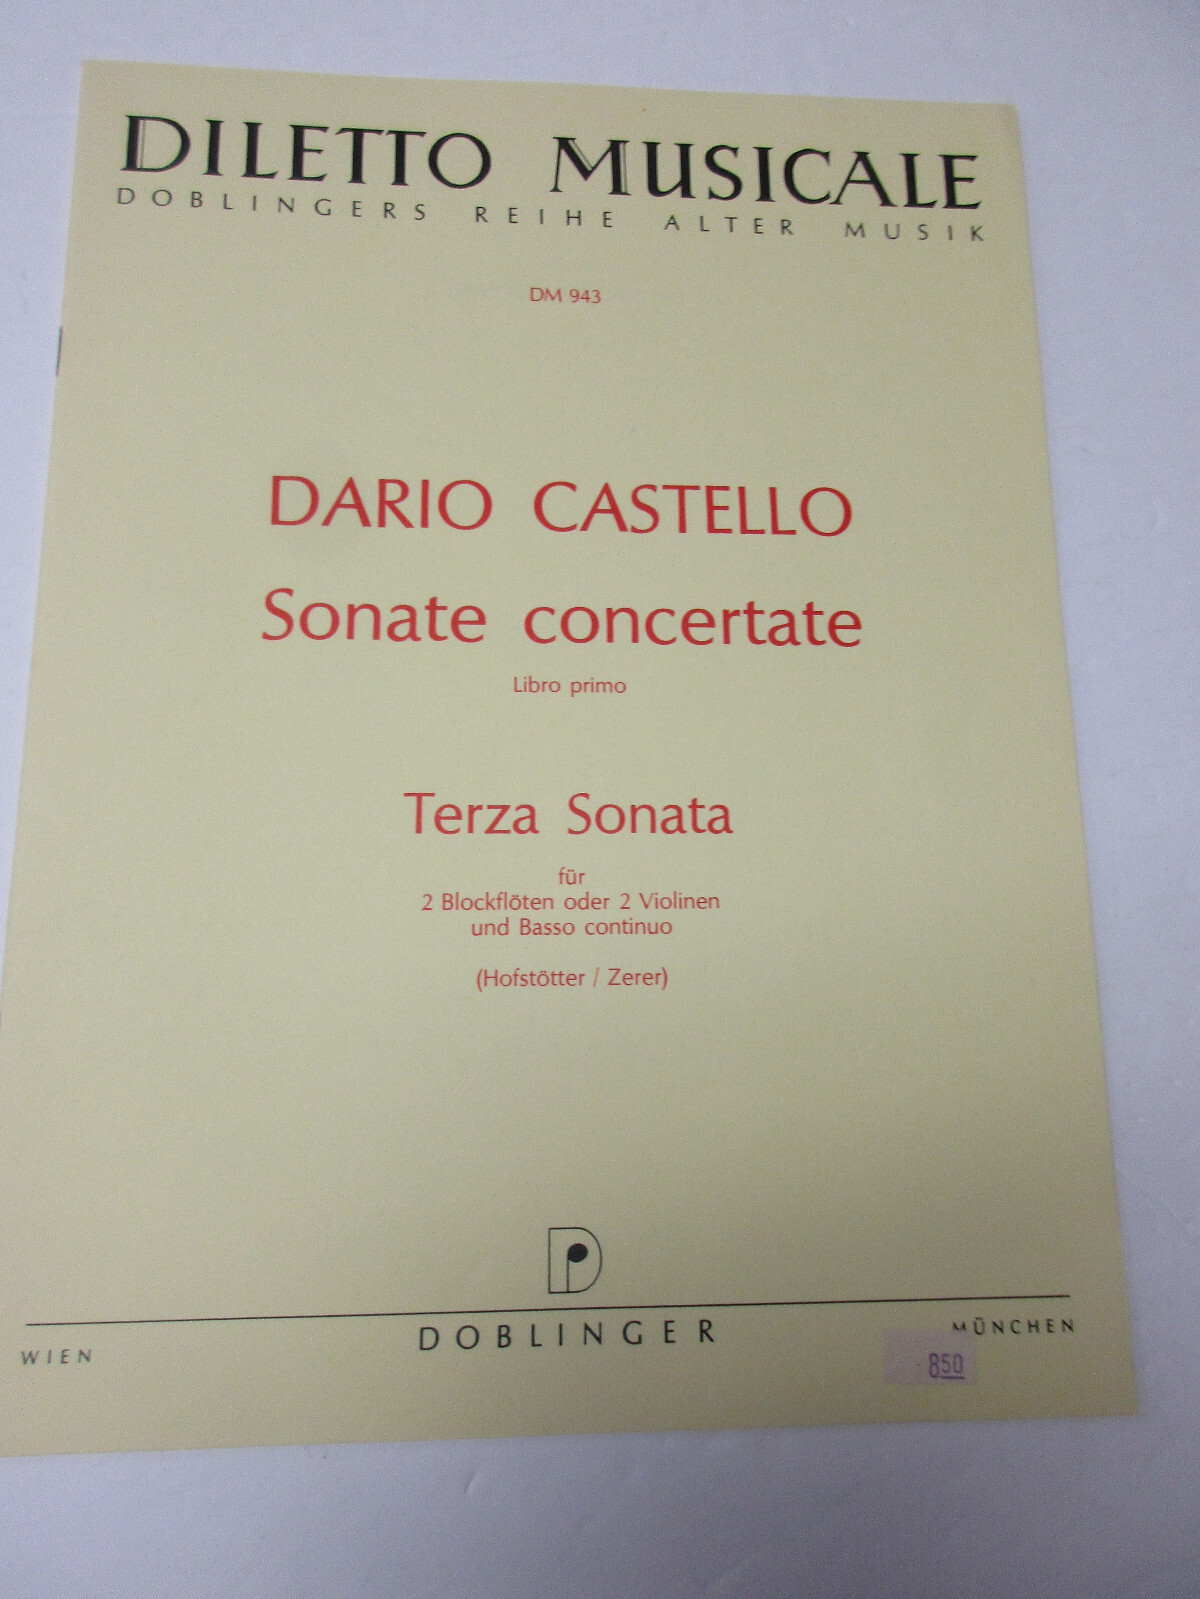 DILETTO MUSICALE
DOBLINGERS REIHE ALTER MUSIK
DM 943
DARIO CASTELLO
Sonate concertate
Libro primo
Terza Sonata
für
2 Blockflöten oder 2 Violinen
und Basso continuo
(Hofstötter / Zerer)
D
WIEN DOBLINGER MÜNCHEN
850